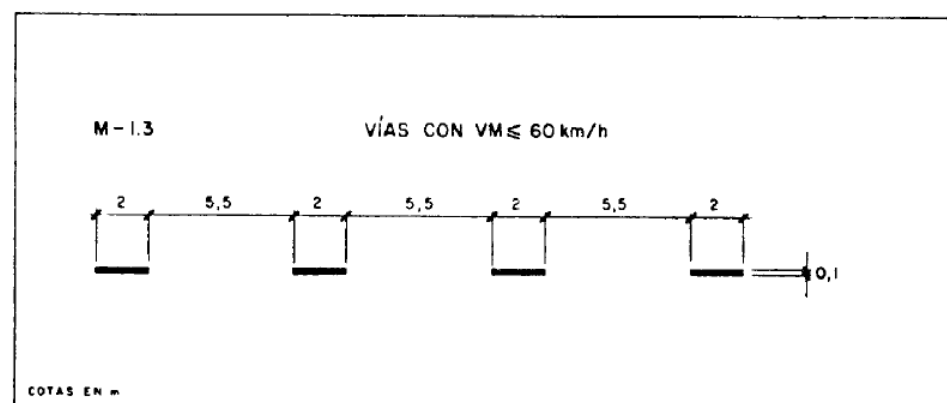 M-1.3 VÍAS CON VM ≤ 60 km/h
2 5,5 2 5,5 2 5,5 2
0,1
COTAS EN m